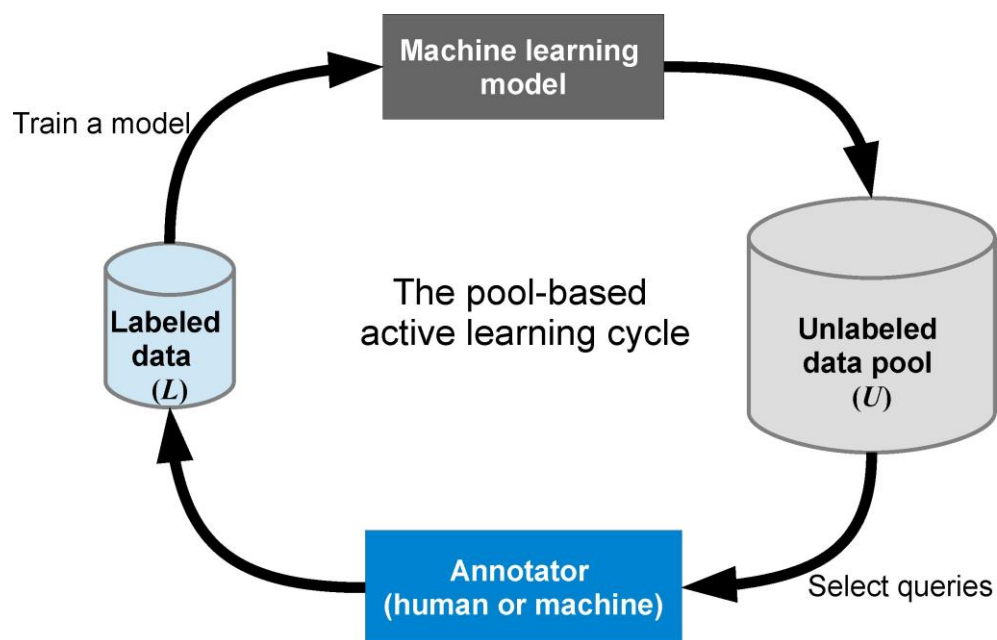 Machine learning
model
Train a model
The pool-based
active learning cycle
Labeled
data
(L)
Unlabeled
data pool
(U)
Annotator
(human or machine)
Select queries